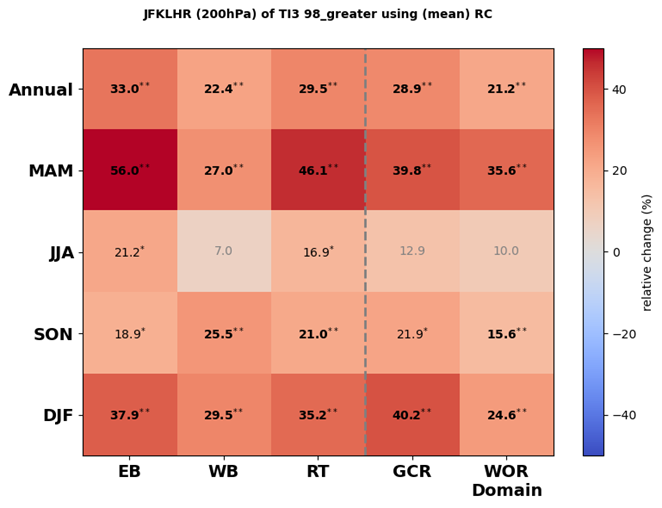 JFKLHR (200hPa) of TI3 98_greater using (mean) RC
Annual 33.0** 22.4** 29.5** 28.9** 21.2**
MAM 56.0** 27.0** 46.1** 39.8** 35.6**
JJA 21.2* 7.0 16.9* 12.9 10.0
SON 18.9* 25.5** 21.0** 21.9* 15.6**
DJF 37.9** 29.5** 35.2** 40.2** 24.6**
EB WB RT GCR WOR
Domain
40
20
0
−20
−40
relative change (%)